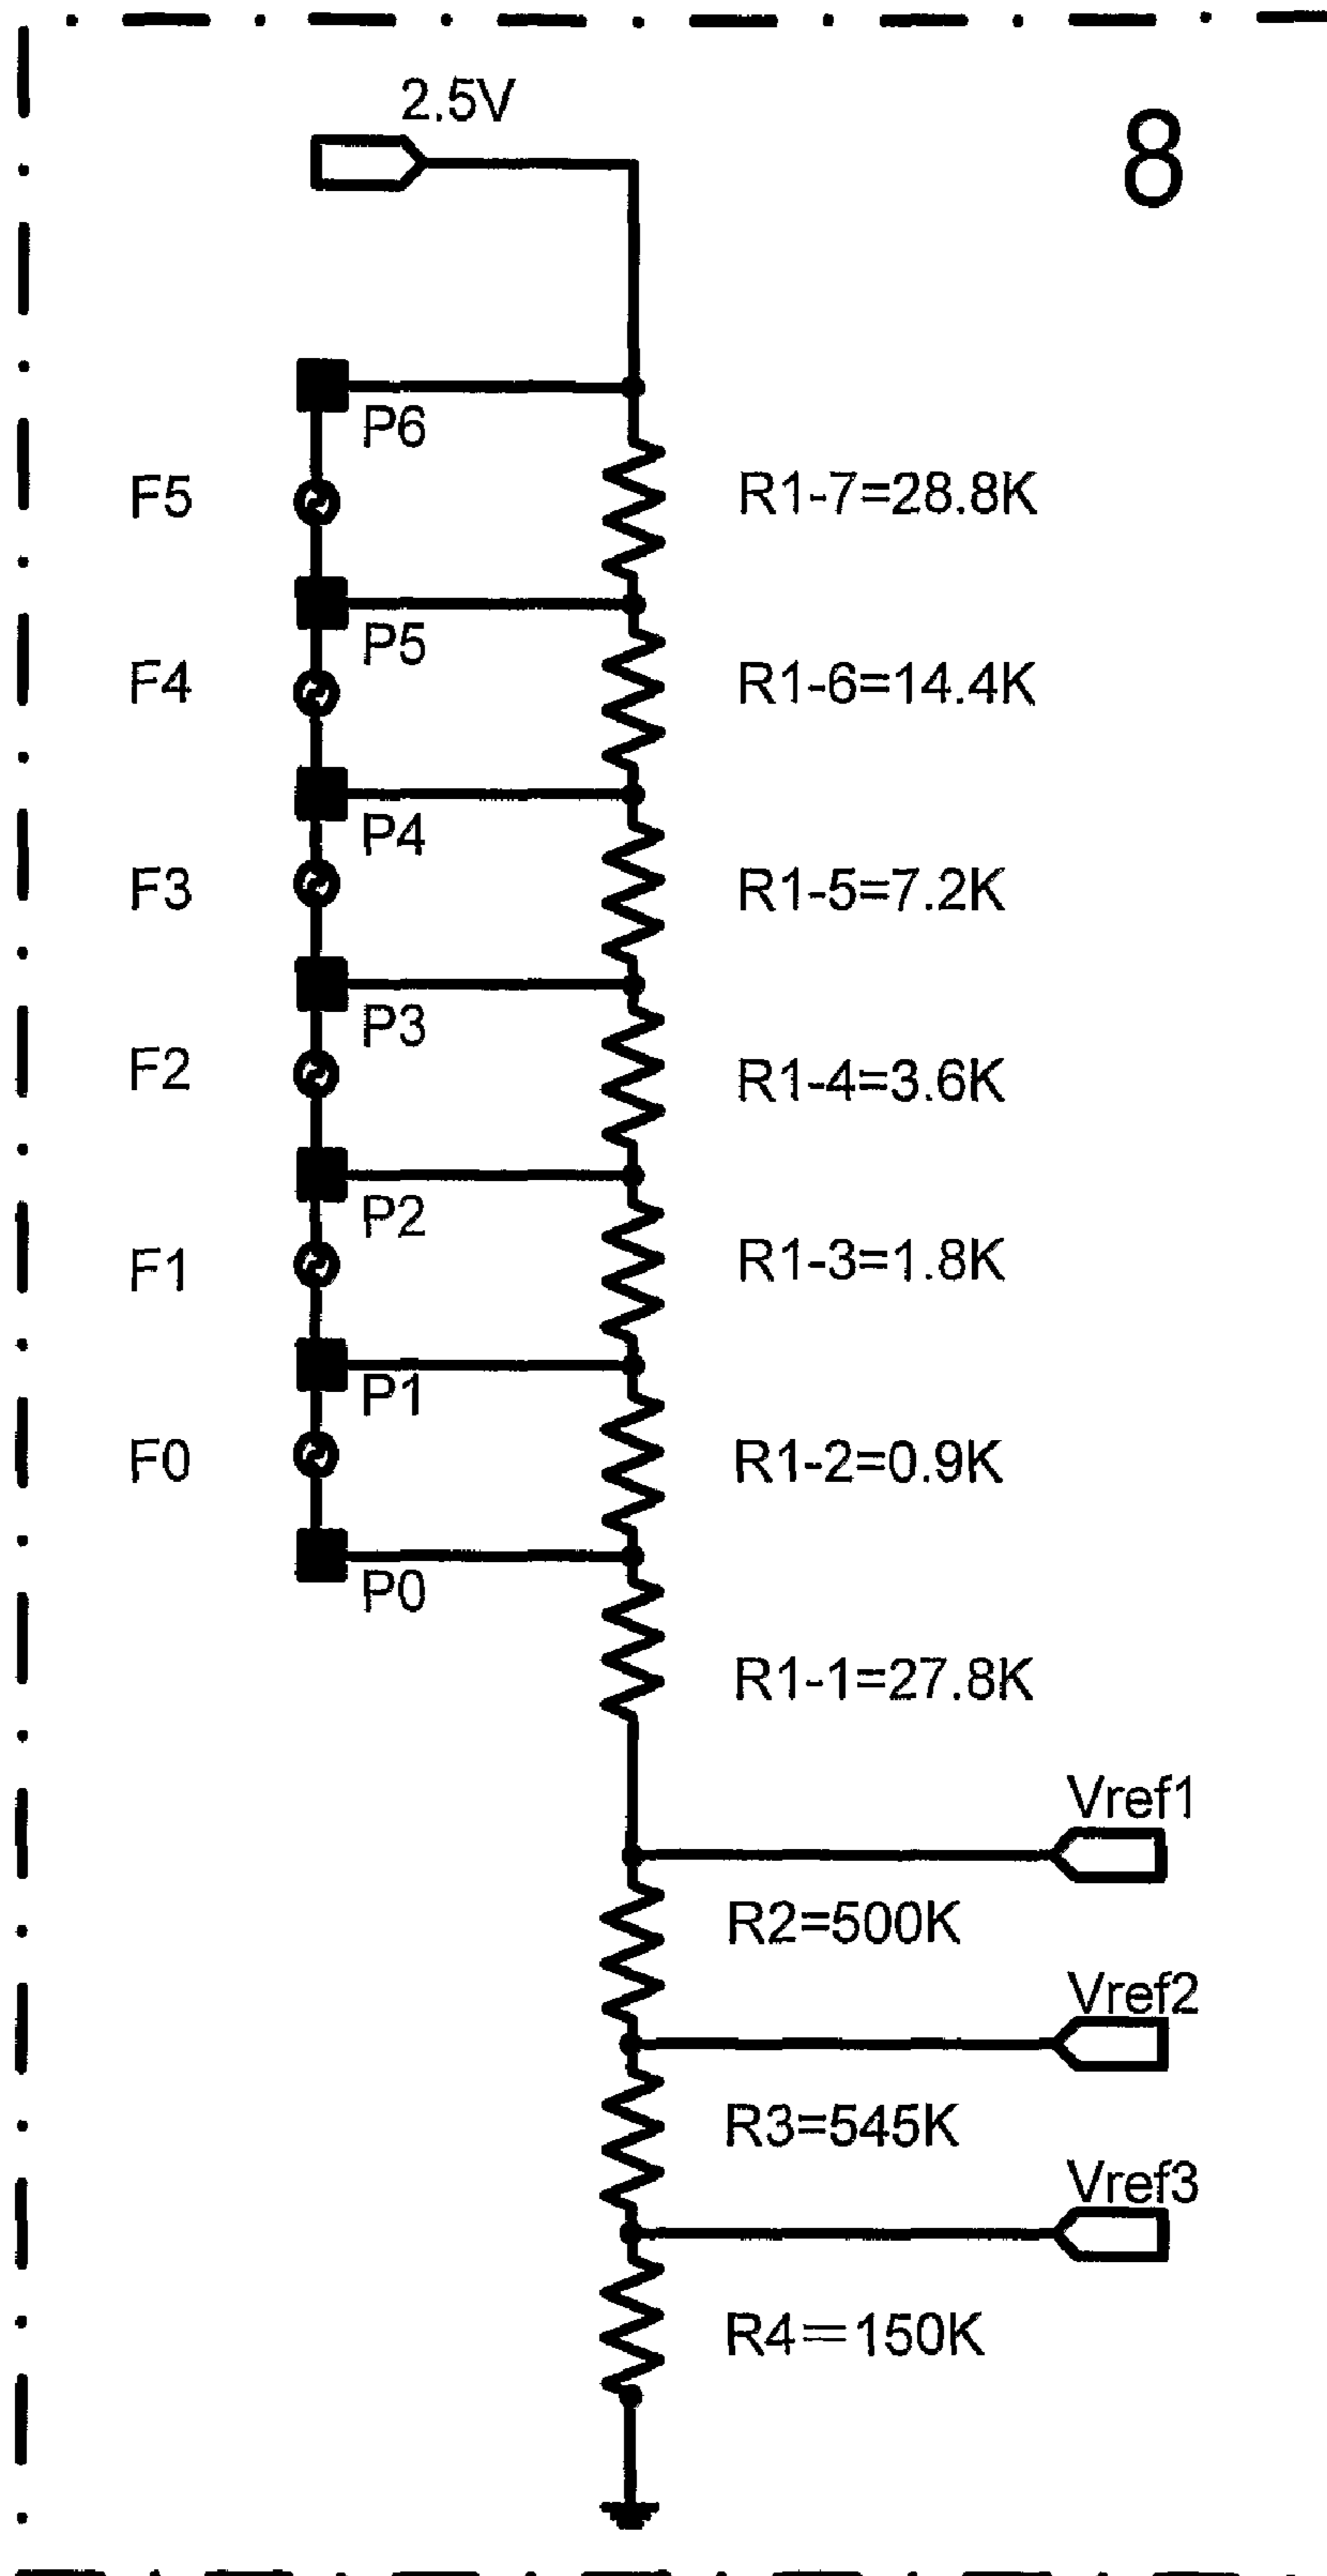 2.5V
8
P6
F5
R1-7=28.8K
P5
F4
R1-6=14.4K
P4
F3
R1-5=7.2K
P3
F2
R1-4=3.6K
P2
F1
R1-3=1.8K
P1
F0
R1-2=0.9K
P0
R1-1=27.8K
Vref1
R2=500K
Vref2
R3=545K
Vref3
R4=150K